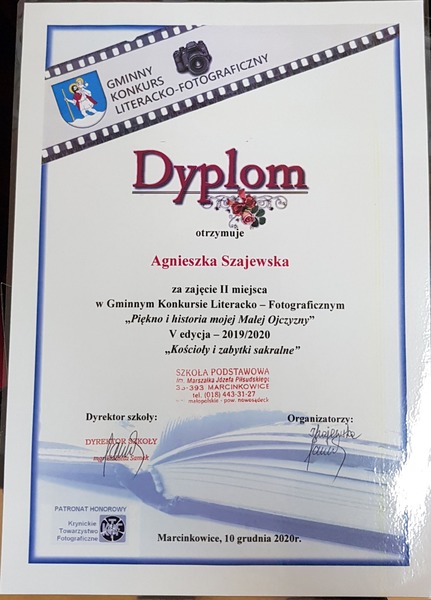 GMINNY
KONKURS
LITERACKO-FOTOGRAFICZNY
Dyplom
otrzymuje
Agnieszka Szajewska
za zajęcie II miejsca
w Gminnym Konkursie Literacko – Fotograficznym
„Piękno i historia mojej Małej Ojczyzny”
V edycja – 2019/2020
„Kościoły i zabytki sakralne”
SZKOŁA PODSTAWOWA
im. Marszałka Józefa Piłsudskiego
33-393 MARCINKOWICE
tel. (018) 443-31-27
małopolskie - pow. nowosądecki
Dyrektor szkoły:
Organizatorzy:
DYREKTOR SZKOŁY
PATRONAT HONOROWY
Krynickie
Towarzystwo
Fotograficzne
Marcinkowice, 10 grudnia 2020r.